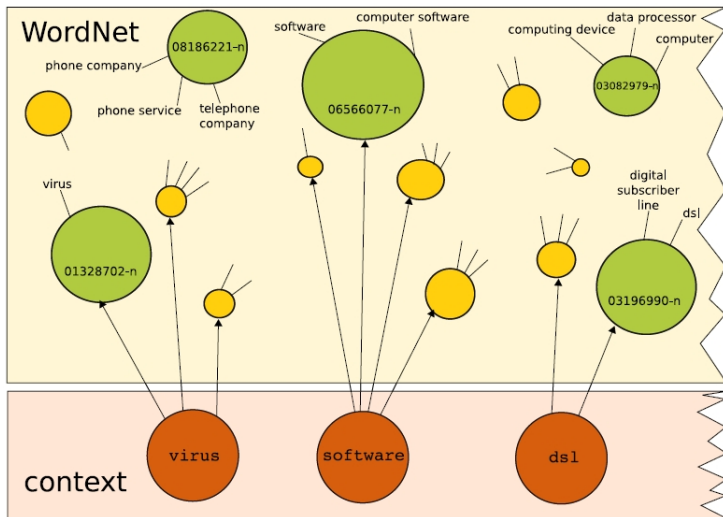 WordNet
08186221-n
phone company
phone service
telephone
company
software
computer software
06566077-n
computing device
data processor
computer
03082979-n
virus
01328702-n
digital
subscriber
line
dsl
03196990-n
virus
software
dsl
context